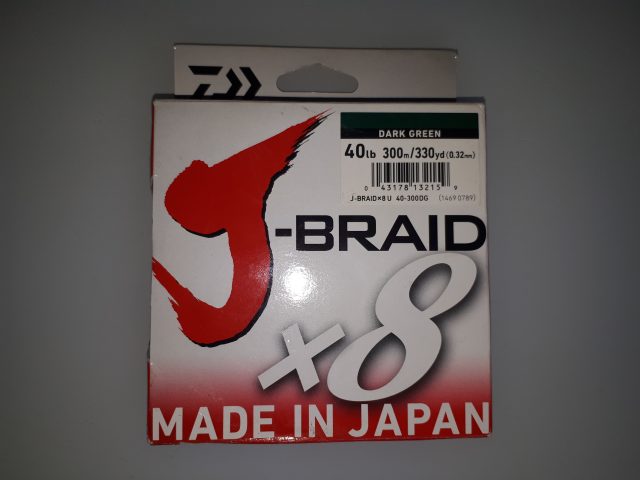 DARK GREEN
40lb 300m/330yd (0.32mm)
0 43178 13215 9
J-BRAID×8 U 40-300DG (1469 0789)
J-BRAID
×8
MADE IN JAPAN